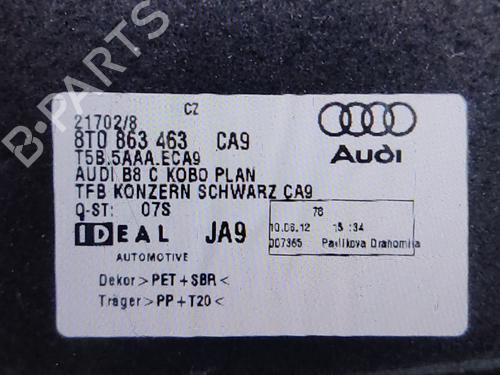 CZ
21702/8
8T0 863 463 CA9
T5B.5AAA.ECA9
AUDI B8 C KOBO PLAN
TFB KONZERN SCHWARZ CA9
Q-ST: 07S
IDEAL JA9
AUTOMOTIVE
Dekor>PET+SBR<
Träger>PP+T20<
Audi
78
10.08.12 15:34
007365 Pavlikova Drahomira
B-PARTS